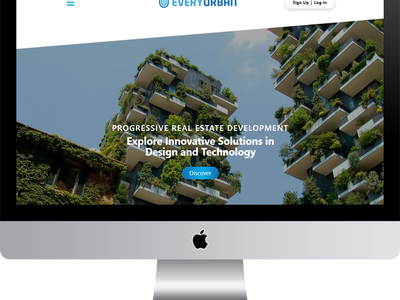 EVERYURBAN
Sign Up | Log In
PROGRESSIVE REAL ESTATE DEVELOPMENT
Explore Innovative Solutions in
Design and Technology
Discover